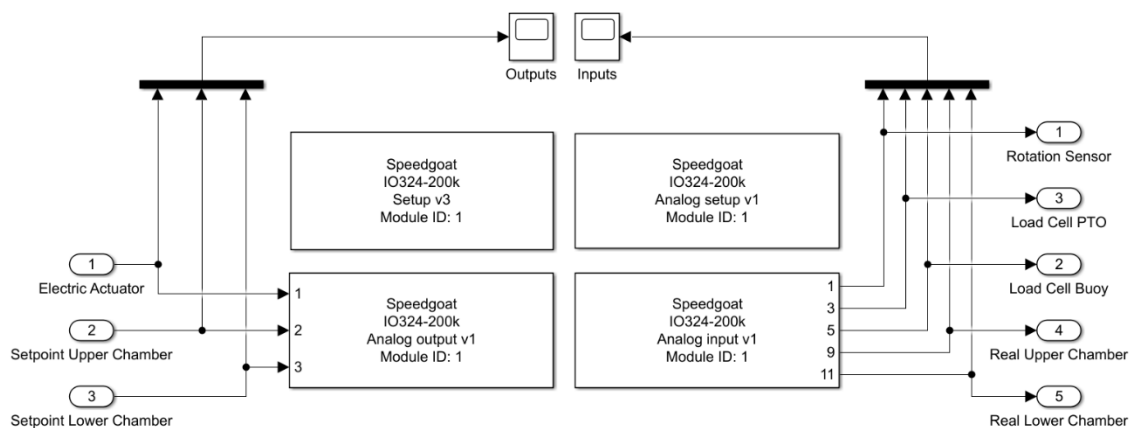 Outputs
Inputs
Speedgoat
IO324-200k
Setup v3
Module ID: 1
Speedgoat
IO324-200k
Analog setup v1
Module ID: 1
1
Rotation Sensor
3
Load Cell PTO
1
Electric Actuator
2
Setpoint Upper Chamber
3
Setpoint Lower Chamber
1
2
3
Speedgoat
IO324-200k
Analog output v1
Module ID: 1
Speedgoat
IO324-200k
Analog input v1
Module ID: 1
1
3
5
9
11
2
Load Cell Buoy
4
Real Upper Chamber
5
Real Lower Chamber